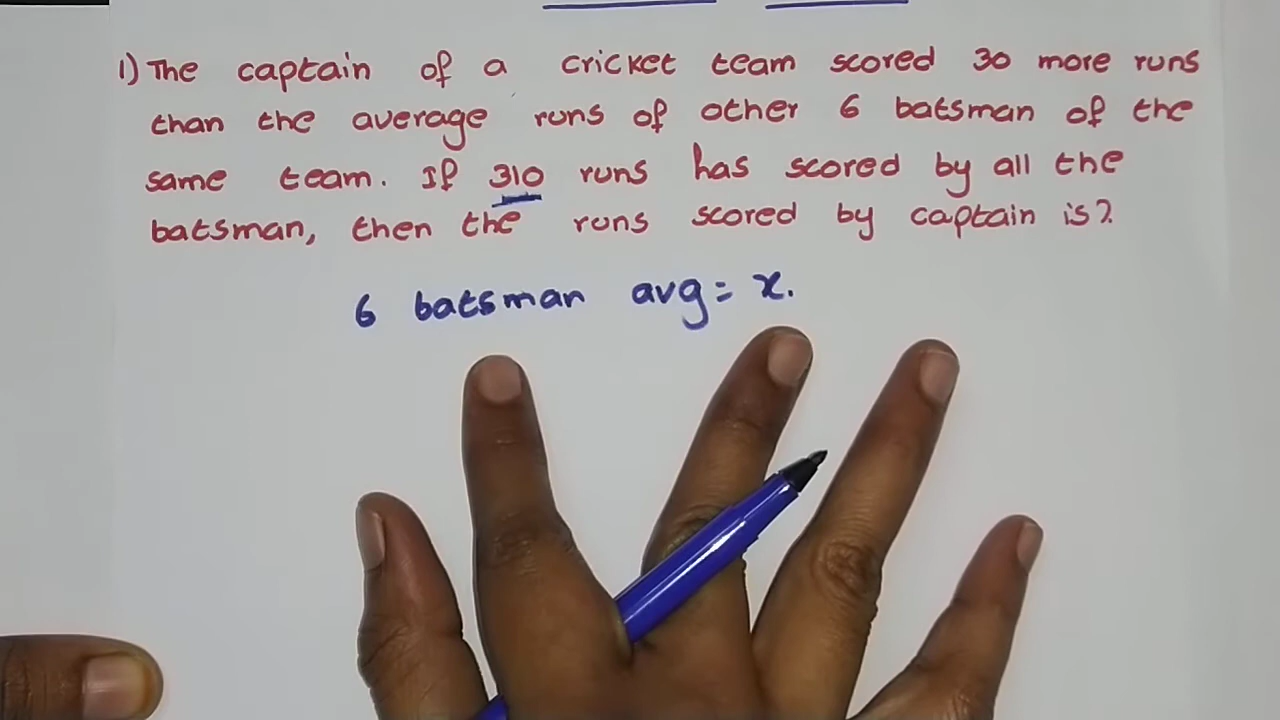 1) The captain of a cricket team scored 30 more runs
than the average runs of other 6 batsman of the
same team. If 310 runs has scored by all the
batsman, then the runs scored by captain is?
6 batsman avg = x.